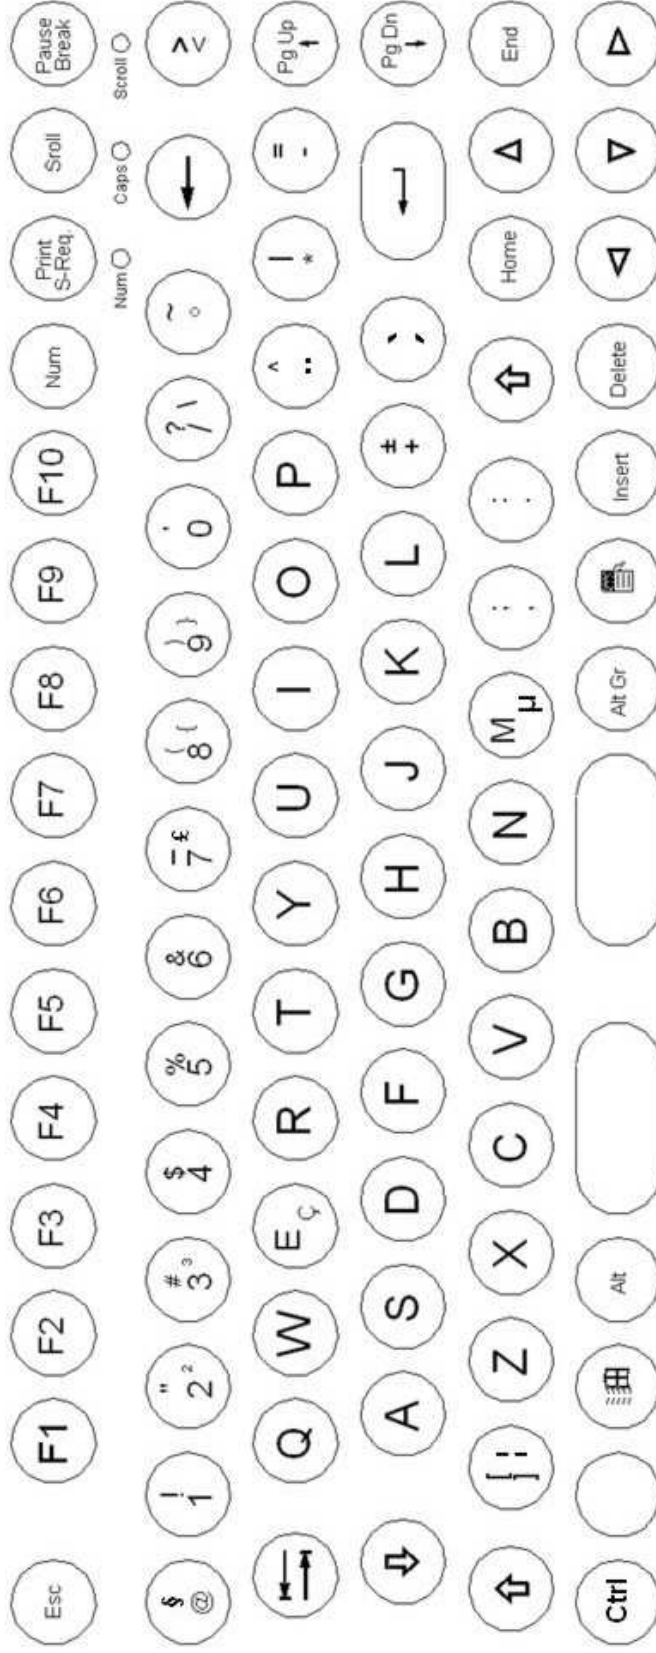 Esc F1 F2 F3 F4 F5 F6 F7 F8 F9 F10 Num Print S-Req. Sroll Pause Break
Num Caps Scroll
§ @ ! 1 " 2 ² # 3 ³ $ 4 % 5 & 6 _ 7 £ ( 8 { ) 9 } ' 0 ? / \ ~ ° > <
Q W E Ç R T Y U I O P ^ ¨ | * = - Pg Up
A S D F G H J K L ± + Pg Dn
[ ] ¦ Z X C V B N M µ Home End
Ctrl Alt Alt Gr Insert Delete